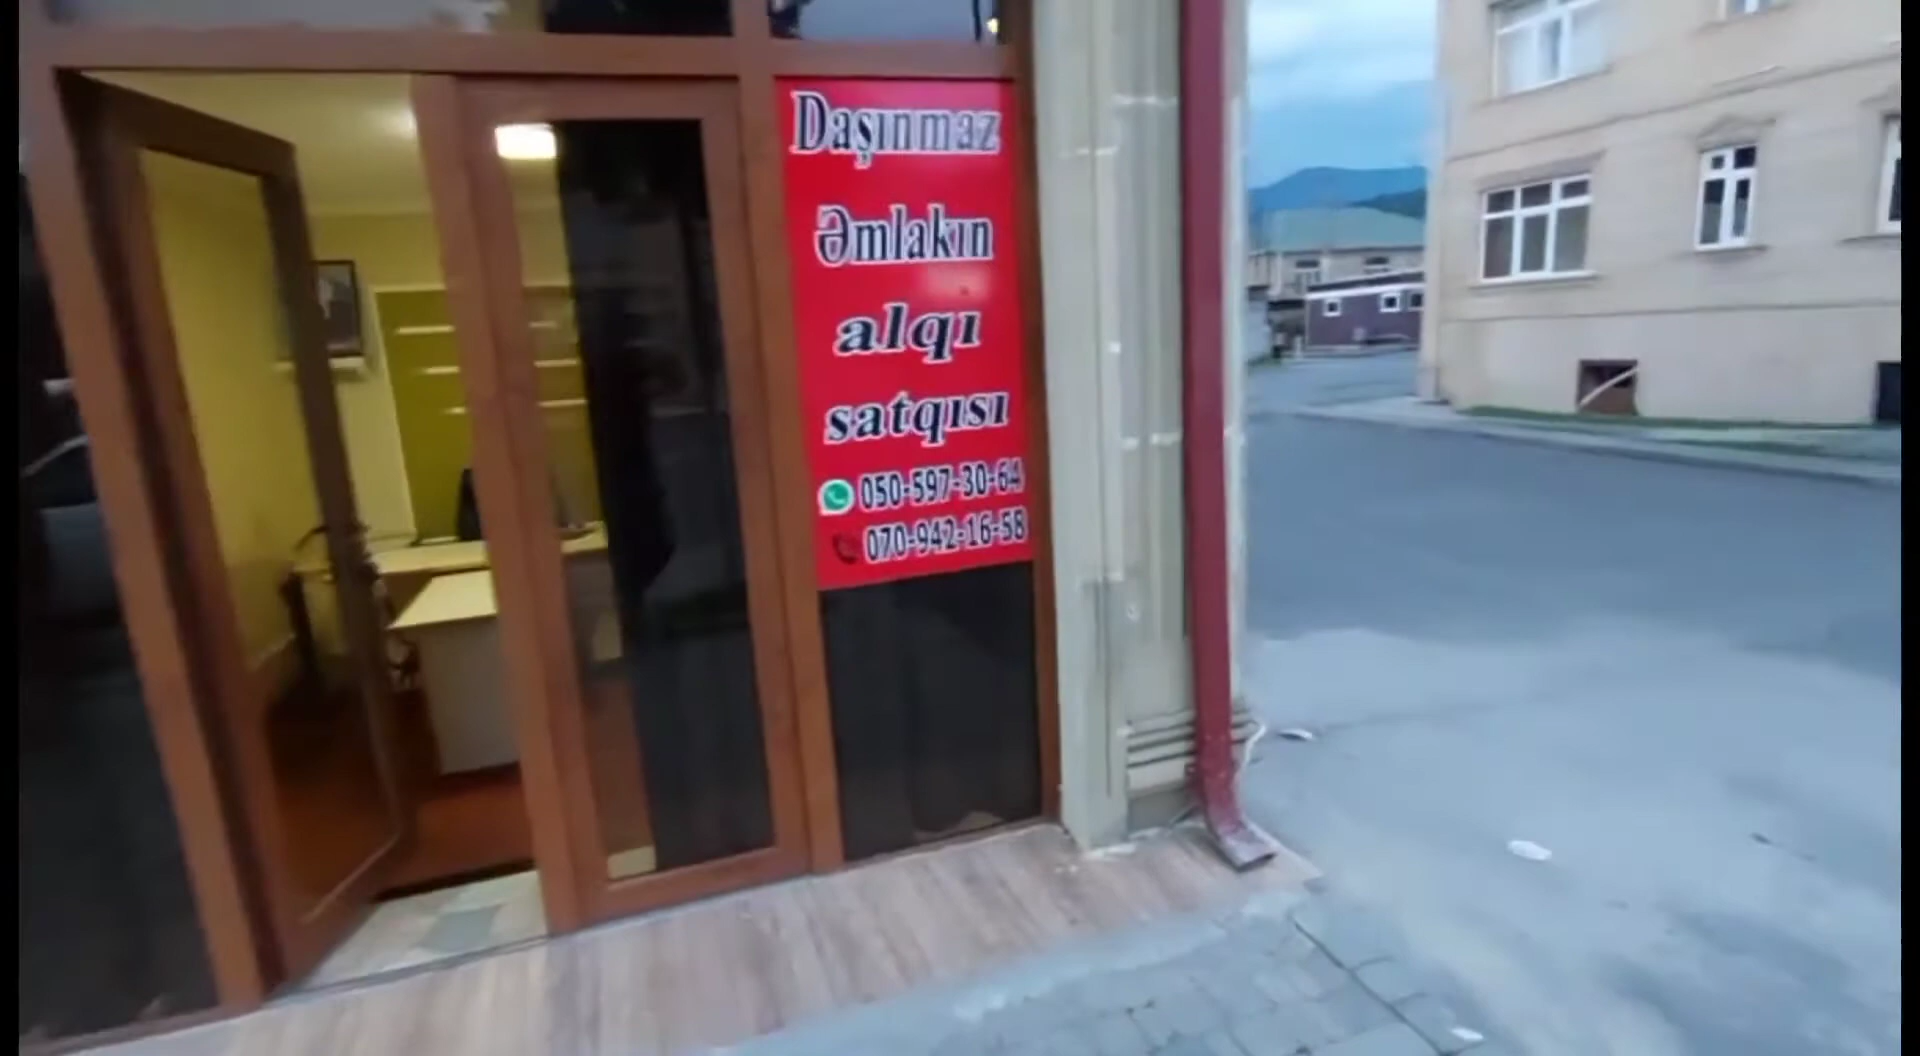 Daşınmaz
Əmlakın
alqı
satqısı
050-597-30-64
070-942-16-58